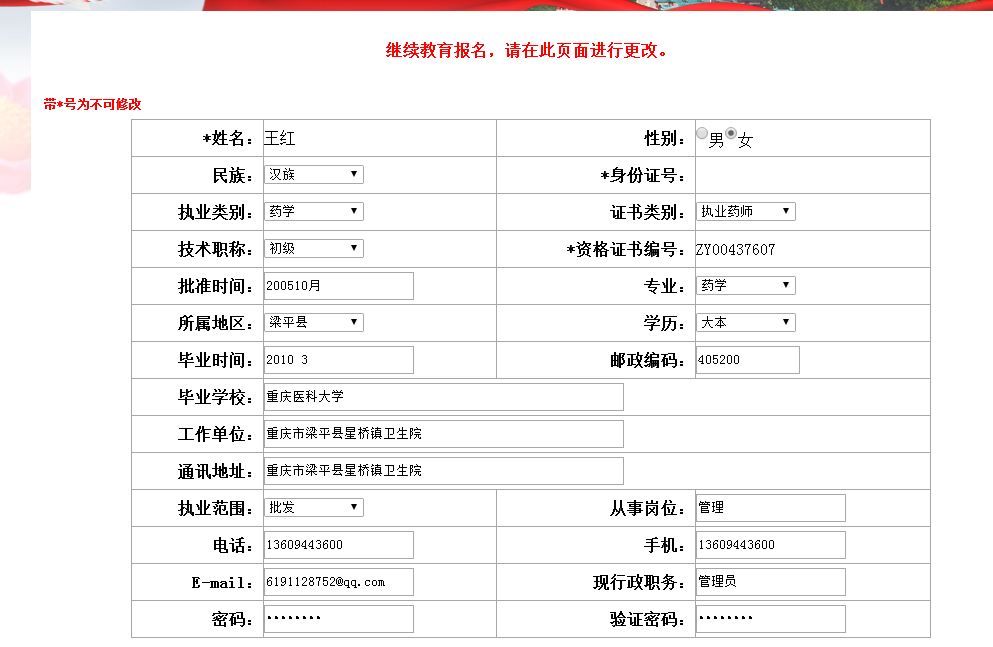 继续教育报名，请在此页面进行更改。
带*号为不可修改
*姓名： 王红 性别： 男 女
民族： 汉族 *身份证号：
执业类别： 药学 证书类别： 执业药师
技术职称： 初级 *资格证书编号： ZY00437607
批准时间： 200510月 专业： 药学
所属地区： 梁平县 学历： 大本
毕业时间： 2010 3 邮政编码： 405200
毕业学校： 重庆医科大学
工作单位： 重庆市梁平县星桥镇卫生院
通讯地址： 重庆市梁平县星桥镇卫生院
执业范围： 批发 从事岗位： 管理
电话： 13609443600 手机： 13609443600
E-mail： 6191128752@qq.com 现行政职务： 管理员
密码： •••••••• 验证密码： ••••••••